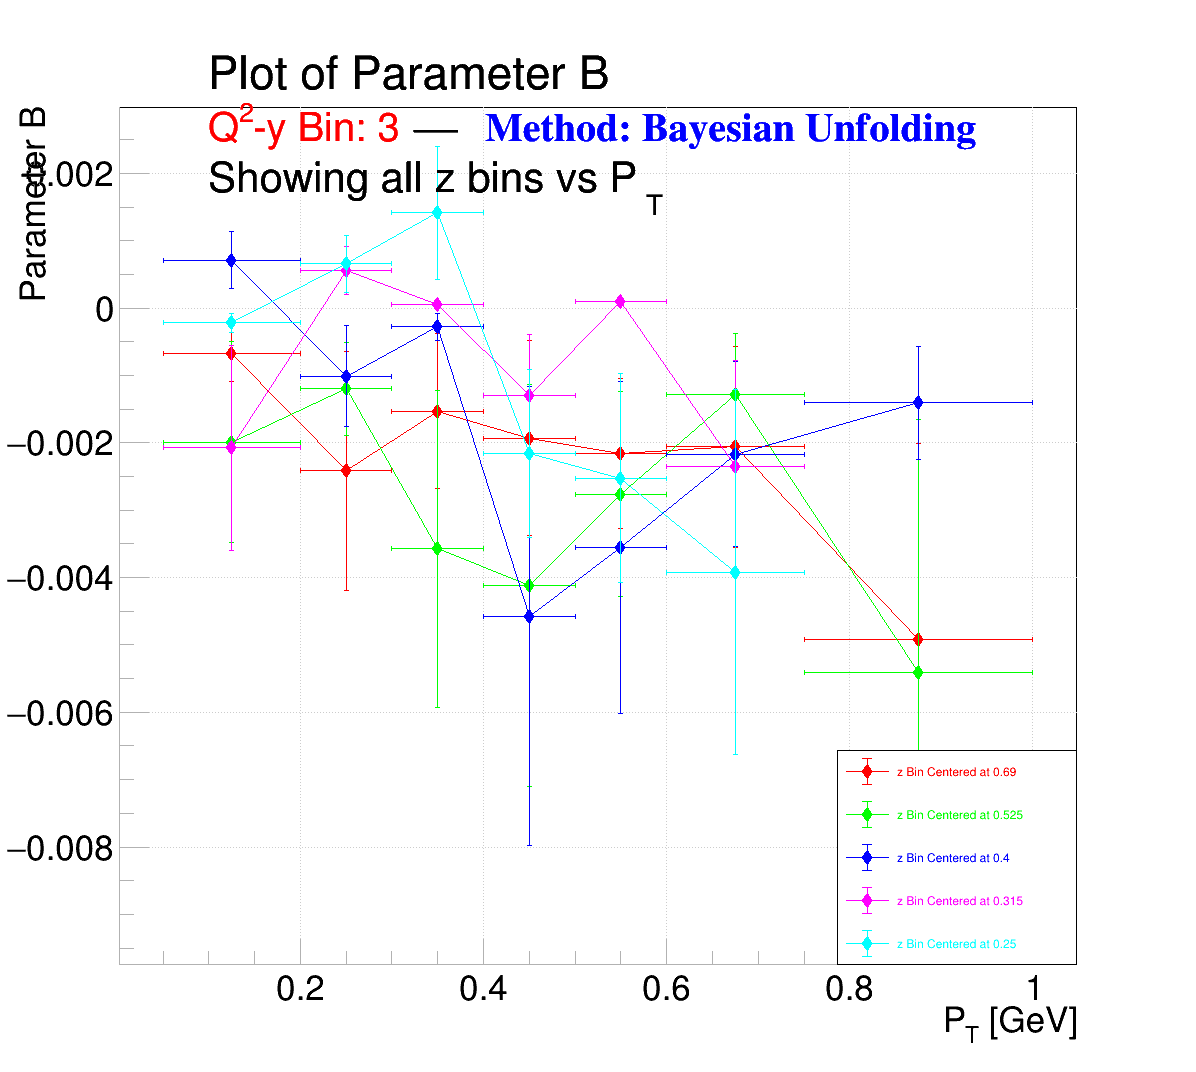 Plot of Parameter B
Q²-y Bin: 3 — Method: Bayesian Unfolding
Showing all z bins vs P_T
Parameter B
0.002
0
−0.002
−0.004
−0.006
−0.008
z Bin Centered at 0.69
z Bin Centered at 0.525
z Bin Centered at 0.4
z Bin Centered at 0.315
z Bin Centered at 0.25
0.2 0.4 0.6 0.8 1
P_T [GeV]